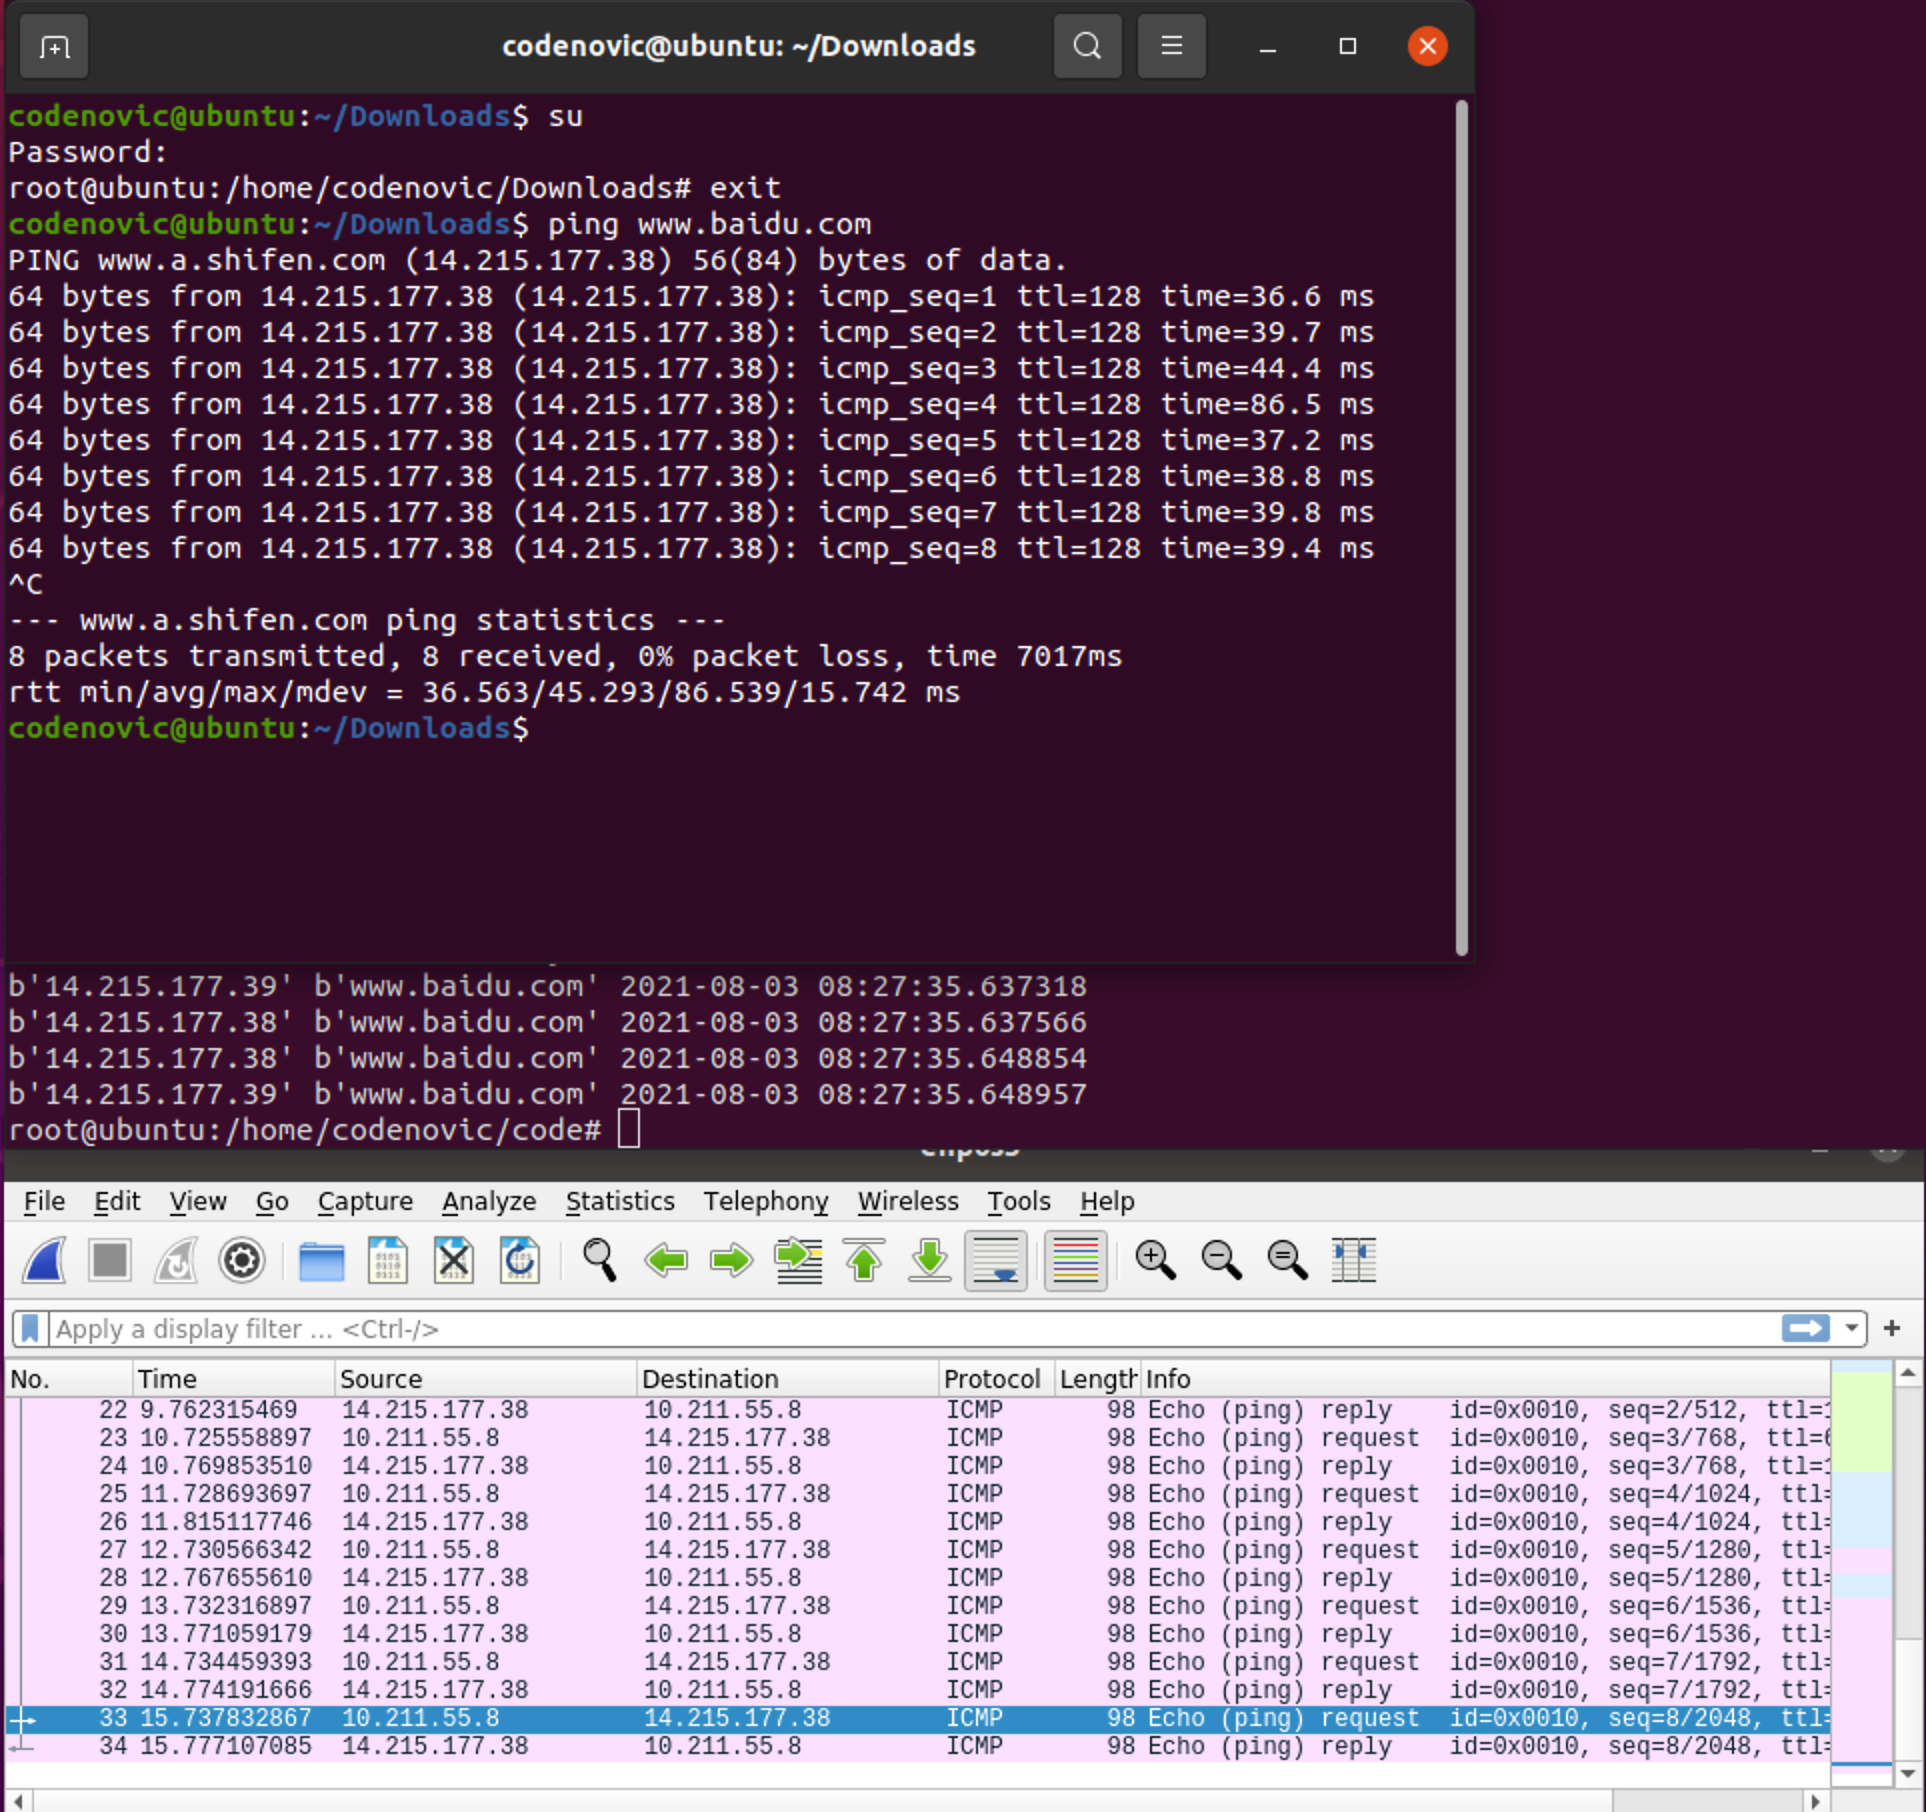 codenovic@ubuntu: ~/Downloads
codenovic@ubuntu:~/Downloads$ su
Password:
root@ubuntu:/home/codenovic/Downloads# exit
codenovic@ubuntu:~/Downloads$ ping www.baidu.com
PING www.a.shifen.com (14.215.177.38) 56(84) bytes of data.
64 bytes from 14.215.177.38 (14.215.177.38): icmp_seq=1 ttl=128 time=36.6 ms
64 bytes from 14.215.177.38 (14.215.177.38): icmp_seq=2 ttl=128 time=39.7 ms
64 bytes from 14.215.177.38 (14.215.177.38): icmp_seq=3 ttl=128 time=44.4 ms
64 bytes from 14.215.177.38 (14.215.177.38): icmp_seq=4 ttl=128 time=86.5 ms
64 bytes from 14.215.177.38 (14.215.177.38): icmp_seq=5 ttl=128 time=37.2 ms
64 bytes from 14.215.177.38 (14.215.177.38): icmp_seq=6 ttl=128 time=38.8 ms
64 bytes from 14.215.177.38 (14.215.177.38): icmp_seq=7 ttl=128 time=39.8 ms
64 bytes from 14.215.177.38 (14.215.177.38): icmp_seq=8 ttl=128 time=39.4 ms
^C
--- www.a.shifen.com ping statistics ---
8 packets transmitted, 8 received, 0% packet loss, time 7017ms
rtt min/avg/max/mdev = 36.563/45.293/86.539/15.742 ms
codenovic@ubuntu:~/Downloads$
b'14.215.177.39' b'www.baidu.com' 2021-08-03 08:27:35.637318
b'14.215.177.38' b'www.baidu.com' 2021-08-03 08:27:35.637566
b'14.215.177.38' b'www.baidu.com' 2021-08-03 08:27:35.648854
b'14.215.177.39' b'www.baidu.com' 2021-08-03 08:27:35.648957
root@ubuntu:/home/codenovic/code#
File Edit View Go Capture Analyze Statistics Telephony Wireless Tools Help
Apply a display filter ... <Ctrl-/>
No. Time Source Destination Protocol Length Info
22 9.762315469 14.215.177.38 10.211.55.8 ICMP 98 Echo (ping) reply id=0x0010, seq=2/512, ttl=
23 10.725558897 10.211.55.8 14.215.177.38 ICMP 98 Echo (ping) request id=0x0010, seq=3/768, ttl=
24 10.769853510 14.215.177.38 10.211.55.8 ICMP 98 Echo (ping) reply id=0x0010, seq=3/768, ttl=
25 11.728693697 10.211.55.8 14.215.177.38 ICMP 98 Echo (ping) request id=0x0010, seq=4/1024, ttl=
26 11.815117746 14.215.177.38 10.211.55.8 ICMP 98 Echo (ping) reply id=0x0010, seq=4/1024, ttl=
27 12.730566342 10.211.55.8 14.215.177.38 ICMP 98 Echo (ping) request id=0x0010, seq=5/1280, ttl=
28 12.767655610 14.215.177.38 10.211.55.8 ICMP 98 Echo (ping) reply id=0x0010, seq=5/1280, ttl=
29 13.732316897 10.211.55.8 14.215.177.38 ICMP 98 Echo (ping) request id=0x0010, seq=6/1536, ttl=
30 13.771059179 14.215.177.38 10.211.55.8 ICMP 98 Echo (ping) reply id=0x0010, seq=6/1536, ttl=
31 14.734459393 10.211.55.8 14.215.177.38 ICMP 98 Echo (ping) request id=0x0010, seq=7/1792, ttl=
32 14.774191666 14.215.177.38 10.211.55.8 ICMP 98 Echo (ping) reply id=0x0010, seq=7/1792, ttl=
33 15.737832867 10.211.55.8 14.215.177.38 ICMP 98 Echo (ping) request id=0x0010, seq=8/2048, ttl=
34 15.777107085 14.215.177.38 10.211.55.8 ICMP 98 Echo (ping) reply id=0x0010, seq=8/2048, ttl=